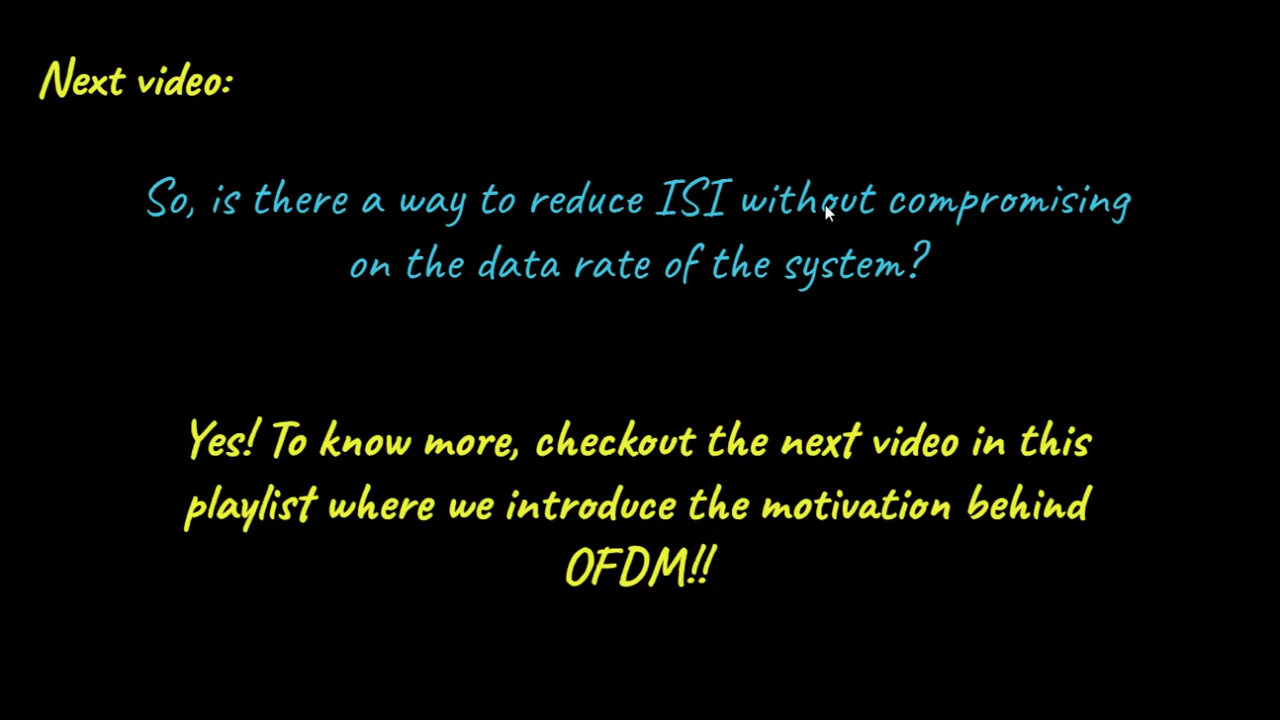 Next video:
So, is there a way to reduce ISI without compromising
on the data rate of the system?
Yes! To know more, checkout the next video in this
playlist where we introduce the motivation behind
OFDM!!